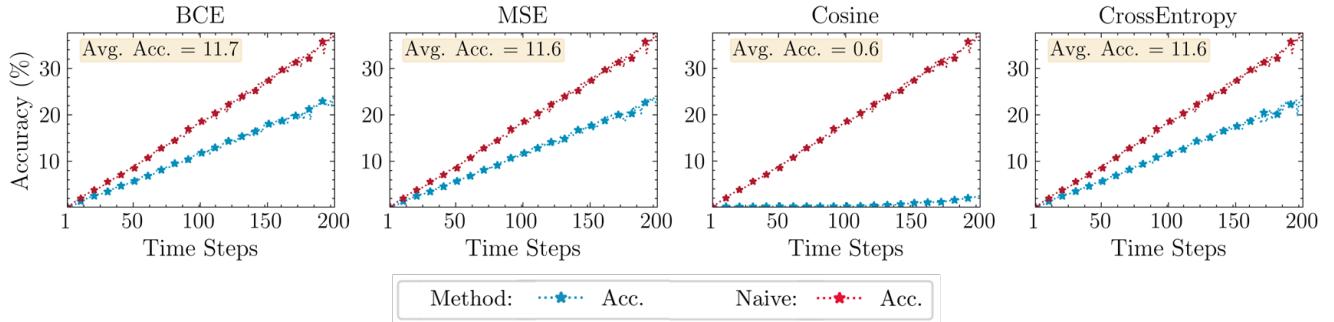 BCE
MSE
Cosine
CrossEntropy
Avg. Acc. = 11.7
Avg. Acc. = 11.6
Avg. Acc. = 0.6
Avg. Acc. = 11.6
Accuracy (%)
30
20
10
30
20
10
30
20
10
30
20
10
1 50 100 150 200
1 50 100 150 200
1 50 100 150 200
1 50 100 150 200
Time Steps
Time Steps
Time Steps
Time Steps
Method: Acc. Naive: Acc.